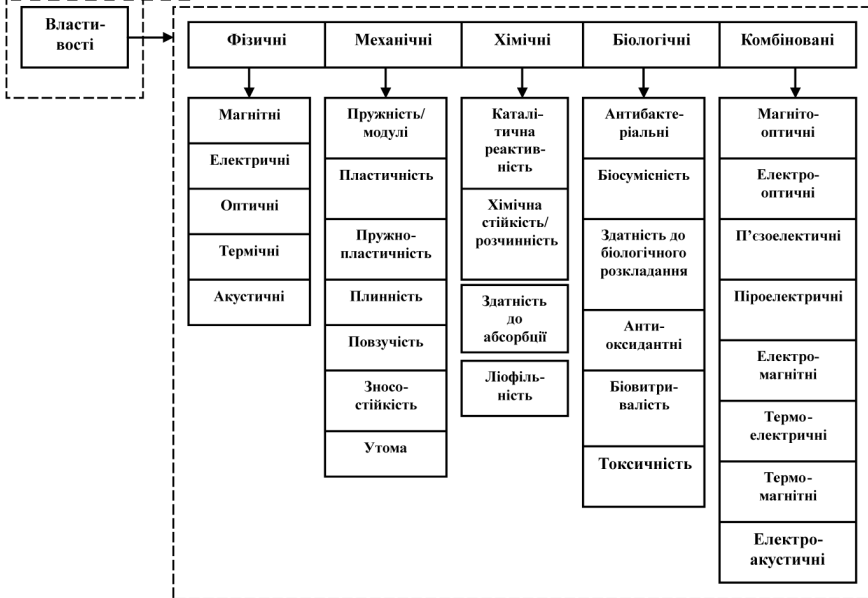 Власти-
вості
Фізичні
Механічні
Хімічні
Біологічні
Комбіновані
Магнітні
Електричні
Оптичні
Термічні
Акустичні
Пружність/
модулі
Пластичність
Пружно-
пластичність
Плинність
Повзучість
Зносо-
стійкість
Утома
Каталі-
тична
реактив-
ність
Хімічна
стійкість/
розчинність
Здатність
до
абсорбції
Ліофіль-
ність
Антибакте-
ріальні
Біосумісність
Здатність до
біологічного
розкладання
Анти-
оксидантні
Біовитри-
валість
Токсичність
Магніто-
оптичні
Електро-
оптичні
П’єзоелектичні
Піроелектричні
Електро-
магнітні
Термо-
електричні
Термо-
магнітні
Електро-
акустичні